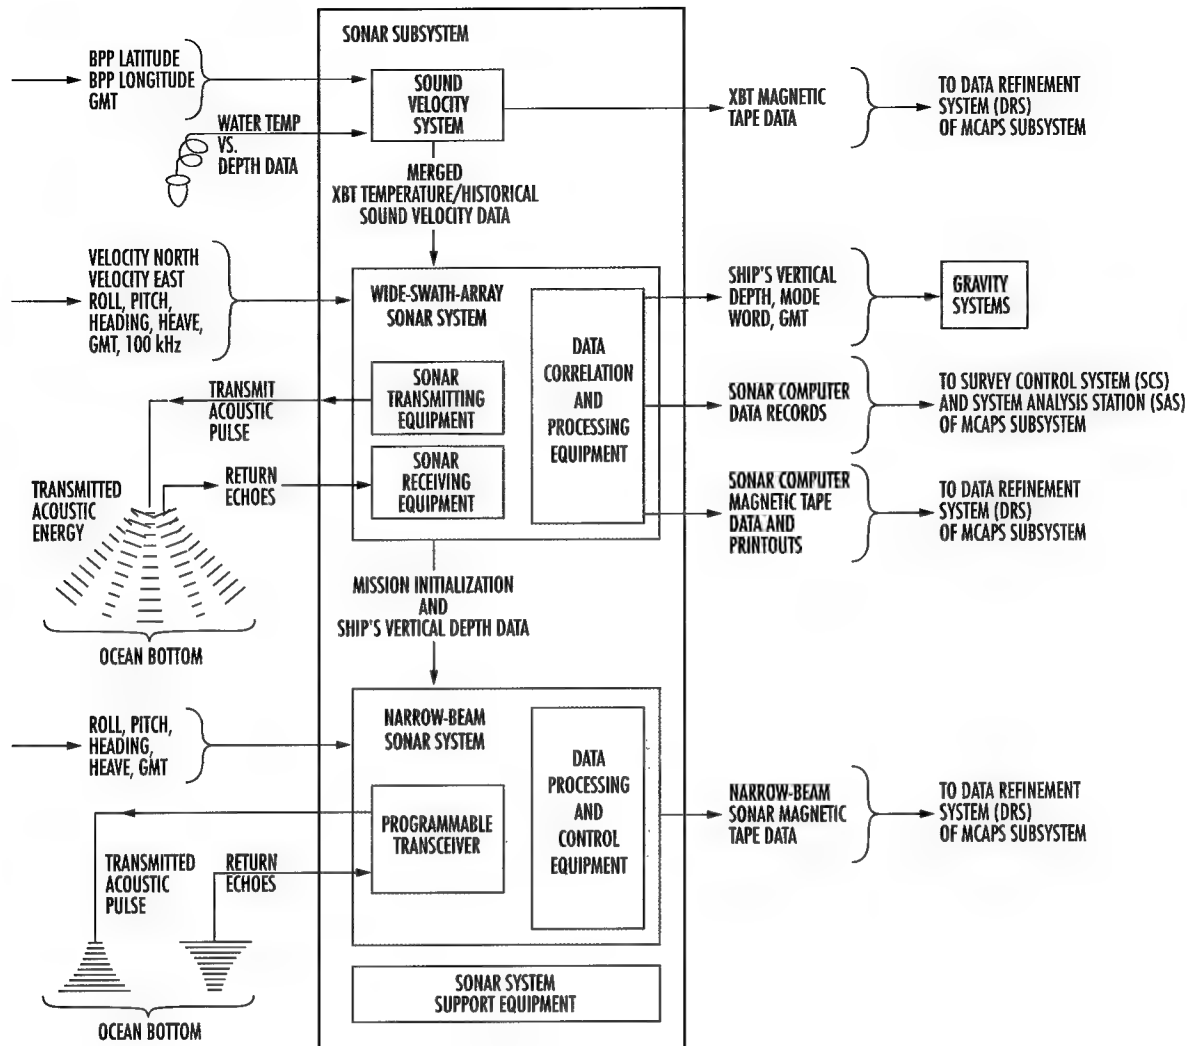 SONAR SUBSYSTEM
BPP LATITUDE
BPP LONGITUDE
GMT
WATER TEMP
VS.
DEPTH DATA
SOUND
VELOCITY
SYSTEM
XBT MAGNETIC
TAPE DATA
TO DATA REFINEMENT
SYSTEM (DRS)
OF MCAPS SUBSYSTEM
MERGED
XBT TEMPERATURE/HISTORICAL
SOUND VELOCITY DATA
VELOCITY NORTH
VELOCITY EAST
ROLL, PITCH,
HEADING, HEAVE,
GMT, 100 kHz
WIDE-SWATH-ARRAY
SONAR SYSTEM
SONAR
TRANSMITTING
EQUIPMENT
SONAR
RECEIVING
EQUIPMENT
DATA
CORRELATION
AND
PROCESSING
EQUIPMENT
SHIP'S VERTICAL
DEPTH, MODE
WORD, GMT
GRAVITY
SYSTEMS
SONAR COMPUTER
DATA RECORDS
TO SURVEY CONTROL SYSTEM (SCS)
AND SYSTEM ANALYSIS STATION (SAS)
OF MCAPS SUBSYSTEM
SONAR COMPUTER
MAGNETIC TAPE
DATA AND
PRINTOUTS
TO DATA REFINEMENT
SYSTEM (DRS)
OF MCAPS SUBSYSTEM
TRANSMIT
ACOUSTIC
PULSE
RETURN
ECHOES
TRANSMITTED
ACOUSTIC
ENERGY
OCEAN BOTTOM
MISSION INITIALIZATION
AND
SHIP'S VERTICAL DEPTH DATA
ROLL, PITCH,
HEADING,
HEAVE, GMT
NARROW-BEAM
SONAR SYSTEM
PROGRAMMABLE
TRANSCEIVER
DATA
PROCESSING
AND
CONTROL
EQUIPMENT
NARROW-BEAM
SONAR MAGNETIC
TAPE DATA
TO DATA REFINEMENT
SYSTEM (DRS)
OF MCAPS SUBSYSTEM
TRANSMITTED
ACOUSTIC
PULSE
RETURN
ECHOES
OCEAN BOTTOM
SONAR SYSTEM
SUPPORT EQUIPMENT